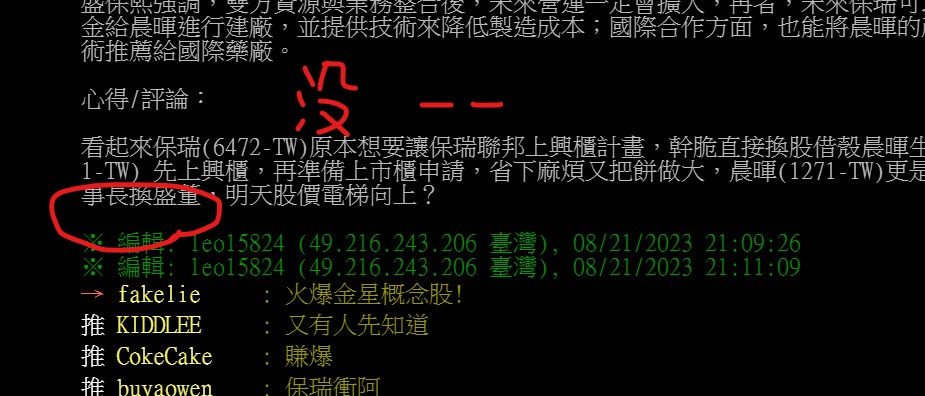 盛保熙強調，雙方資源與業務整合後，未來營運一定會擴大，再者，未來保瑞可
金給晨暉進行建廠，並提供技術來降低製造成本；國際合作方面，也能將晨暉的
術推薦給國際藥廠。
沒 --
心得/評論：
看起來保瑞(6472-TW)原本想要讓保瑞聯邦上興櫃計畫，幹脆直接換股借殼晨暉生
1-TW) 先上興櫃，再準備上市櫃申請，省下麻煩又把餅做大，晨暉(1271-TW)更是
事長換盛董，明天股價電梯向上？
※ 編輯: leo15824 (49.216.243.206 臺灣), 08/21/2023 21:09:26
※ 編輯: leo15824 (49.216.243.206 臺灣), 08/21/2023 21:11:09
→ fakelie : 火爆金星概念股!
推 KIDDLEE : 又有人先知道
推 CokeCake : 賺爆
推 buyaowen : 保瑞衝阿